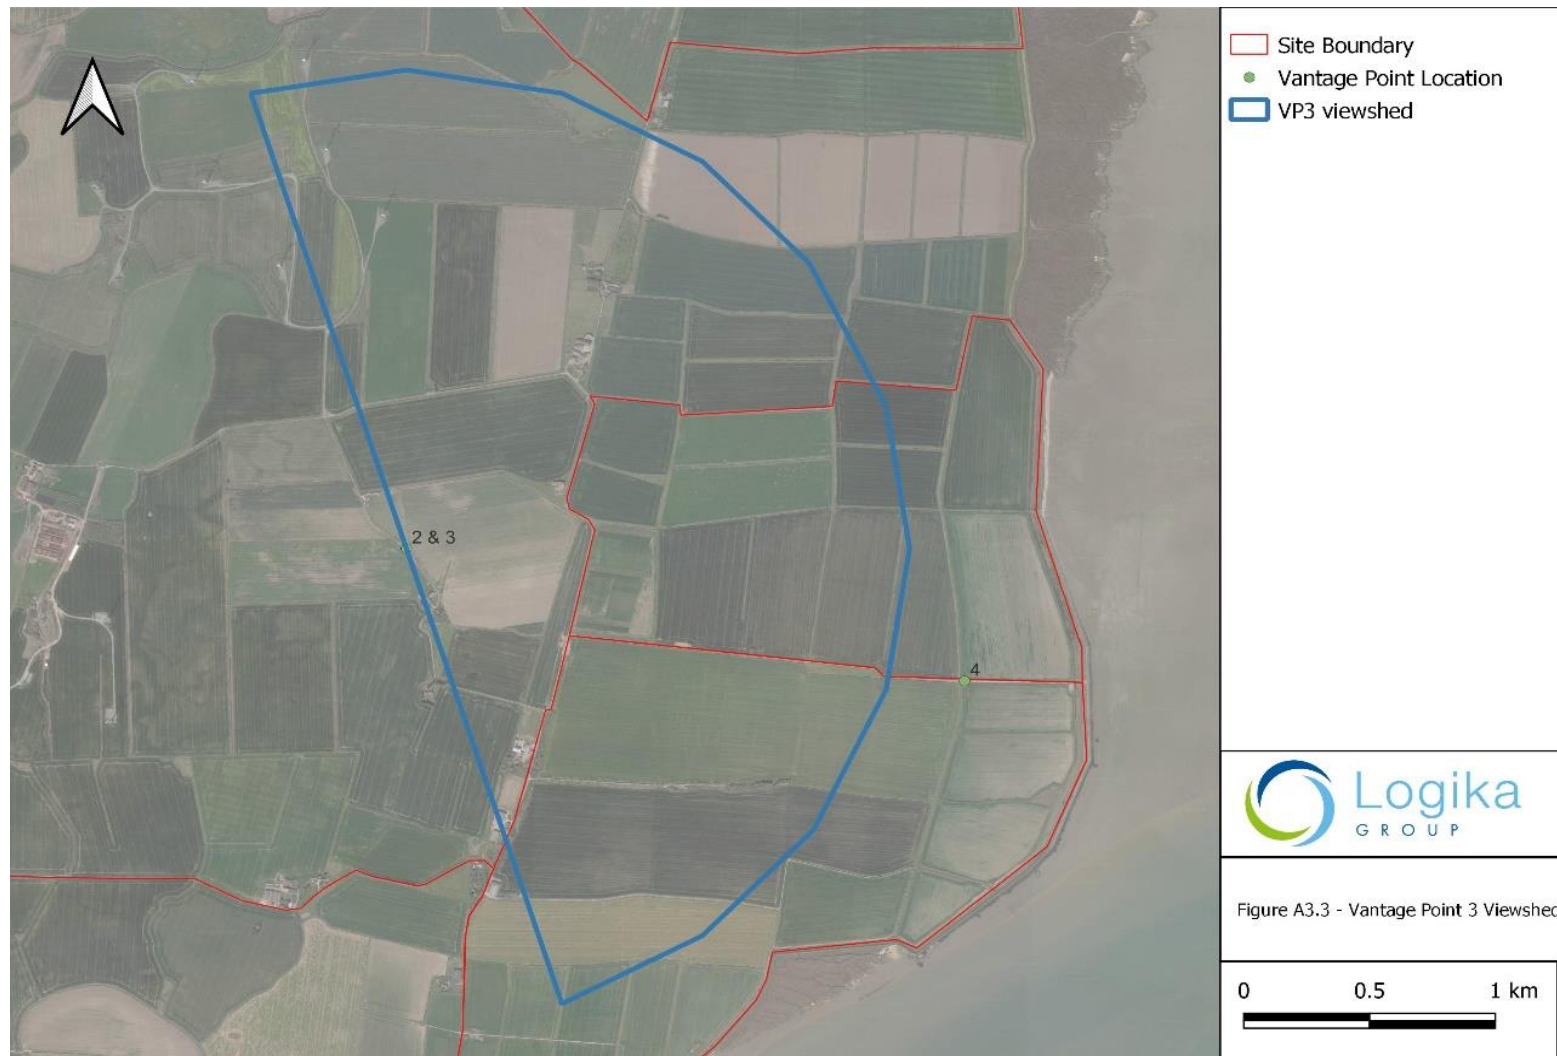 Site Boundary
Vantage Point Location
VP3 viewshed
2 & 3
4
Logika
GROUP
Figure A3.3 - Vantage Point 3 Viewshed
0 0.5 1 km